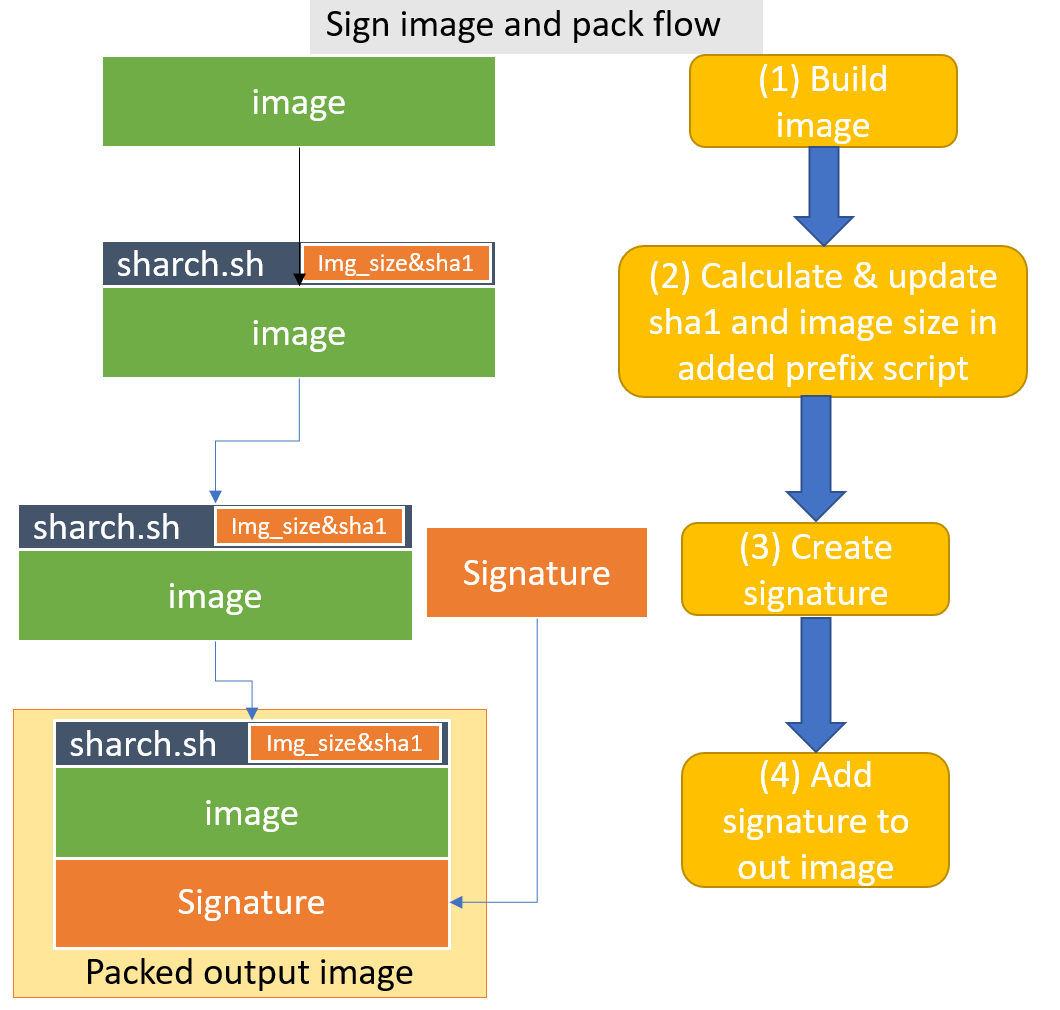 Sign image and pack flow
image
(1) Build
image
sharch.sh
Img_size&sha1
image
(2) Calculate & update
sha1 and image size in
added prefix script
sharch.sh
Img_size&sha1
image
Signature
(3) Create
signature
sharch.sh
Img_size&sha1
image
Signature
Packed output image
(4) Add
signature to
out image